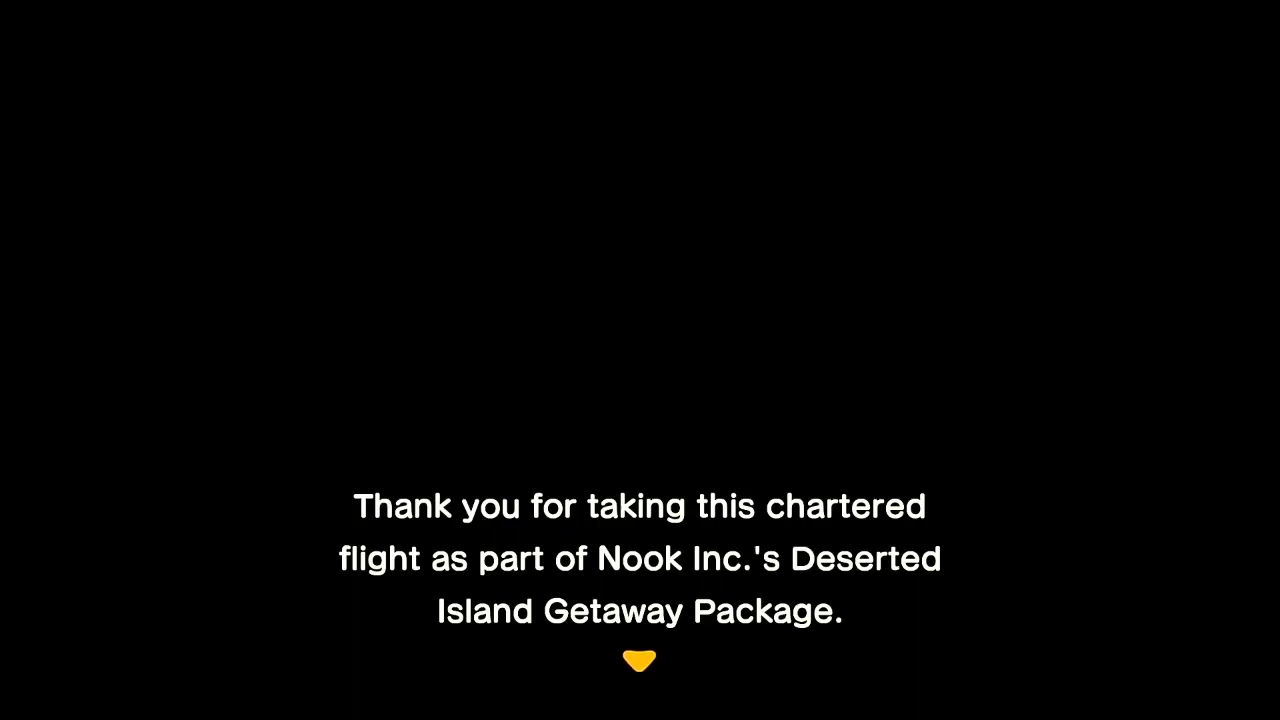 Thank you for taking this chartered
flight as part of Nook Inc.'s Deserted
Island Getaway Package.